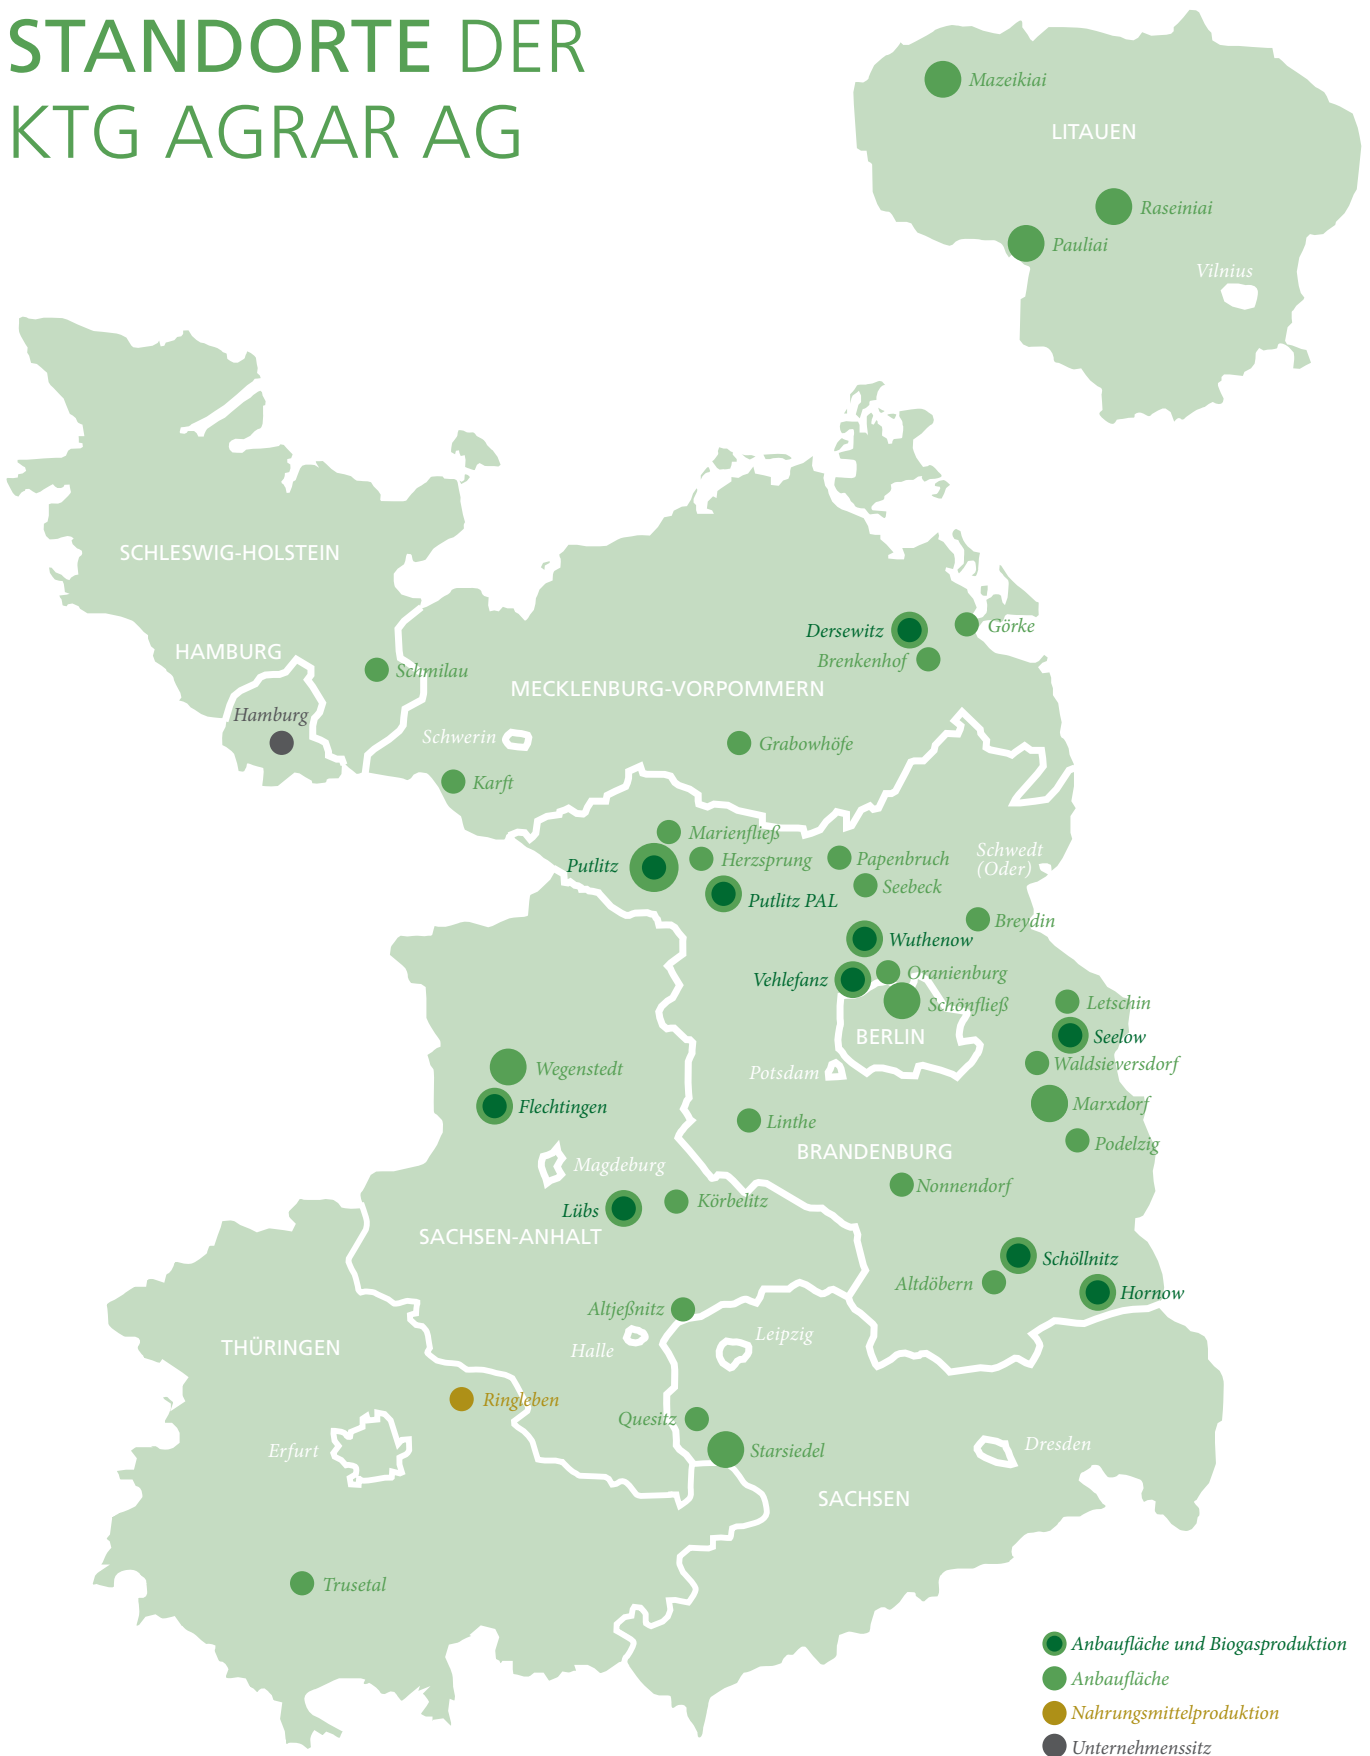 STANDORTE DER
KTG AGRAR AG
Mazeikiai
LITAUEN
Raseiniai
Pauliai
Vilnius
SCHLESWIG-HOLSTEIN
HAMBURG
Hamburg
Schmilau
MECKLENBURG-VORPOMMERN
Dersewitz
Görke
Brenkenhof
Schwerin
Grabowhöfe
Karft
Marienfließ
Putlitz
Herzsprung
Putlitz PAL
Papenbruch
Seebeck
Schwedt
(Oder)
Breydin
Wuthenow
Vehlefanz
Oranienburg
Schönfließ
Letschin
BERLIN
Seelow
Waldsieversdorf
Potsdam
Wegenstedt
Marxdorf
Flechtingen
Linthe
Podelzig
BRANDENBURG
Magdeburg
Nonnendorf
Körbelitz
Lübs
SACHSEN-ANHALT
Schöllnitz
Altdöbern
Hornow
Altjeßnitz
Leipzig
Halle
THÜRINGEN
Ringleben
Quesitz
Erfurt
Starsiedel
Dresden
SACHSEN
Trusetal
Anbaufläche und Biogasproduktion
Anbaufläche
Nahrungsmittelproduktion
Unternehmenssitz